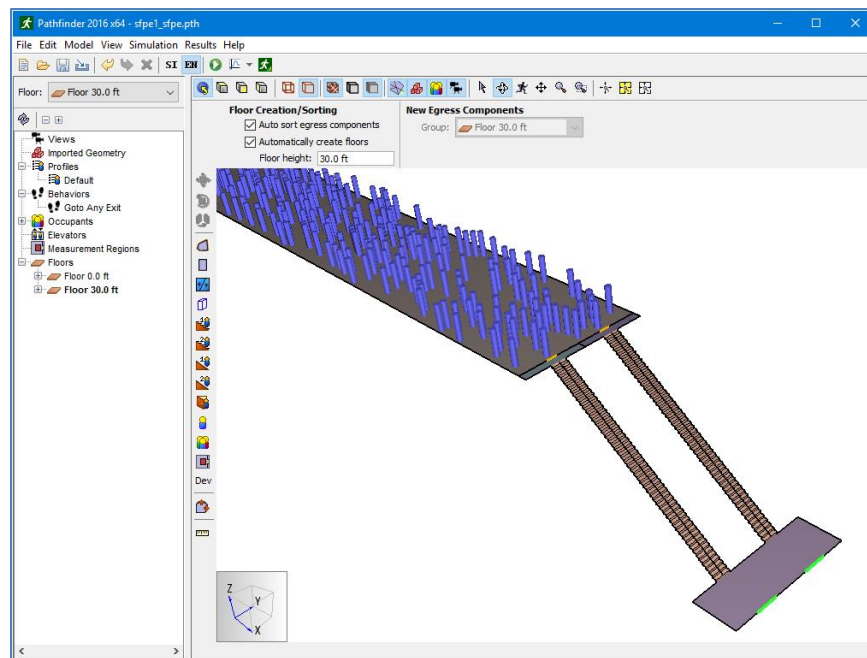 Pathfinder 2016 x64 - sfpe1_sfpe.pth
File Edit Model View Simulation Results Help
SI EN
Floor: Floor 30.0 ft
Floor Creation/Sorting
Auto sort egress components
Automatically create floors
Floor height: 30.0 ft
New Egress Components
Group: Floor 30.0 ft
Views
Imported Geometry
Profiles
Default
Behaviors
Goto Any Exit
Occupants
Elevators
Measurement Regions
Floors
Floor 0.0 ft
Floor 30.0 ft
Dev
Z
Y
X